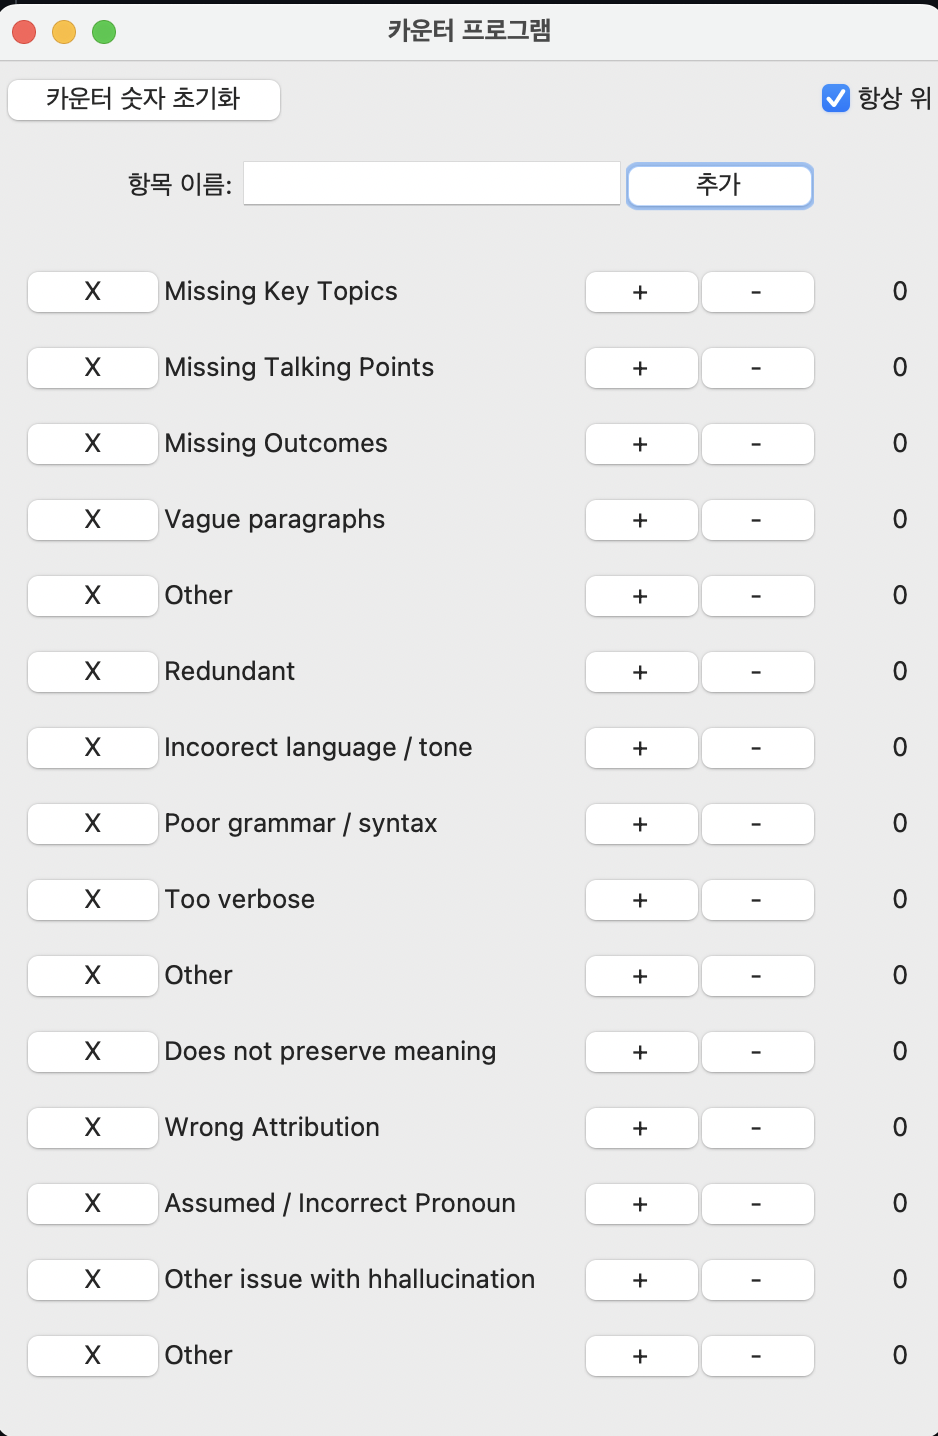 카운터 프로그램
카운터 숫자 초기화 항상 위
항목 이름: 추가
X Missing Key Topics + - 0
X Missing Talking Points + - 0
X Missing Outcomes + - 0
X Vague paragraphs + - 0
X Other + - 0
X Redundant + - 0
X Incoorect language / tone + - 0
X Poor grammar / syntax + - 0
X Too verbose + - 0
X Other + - 0
X Does not preserve meaning + - 0
X Wrong Attribution + - 0
X Assumed / Incorrect Pronoun + - 0
X Other issue with hhallucination + - 0
X Other + - 0